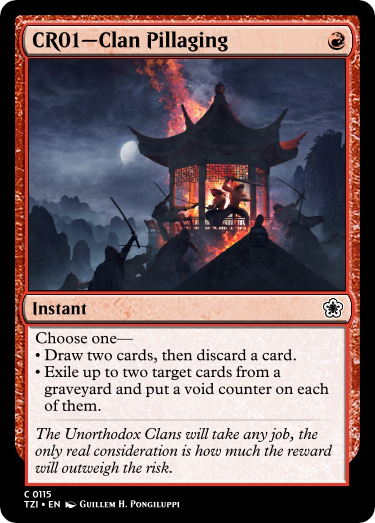 CR01—Clan Pillaging
Instant
Choose one—
• Draw two cards, then discard a card.
• Exile up to two target cards from a
graveyard and put a void counter on each
of them.
The Unorthodox Clans will take any job, the
only real consideration is how much the reward
will outweigh the risk.
C 0115
TZI • EN Guillem H. Pongiluppi